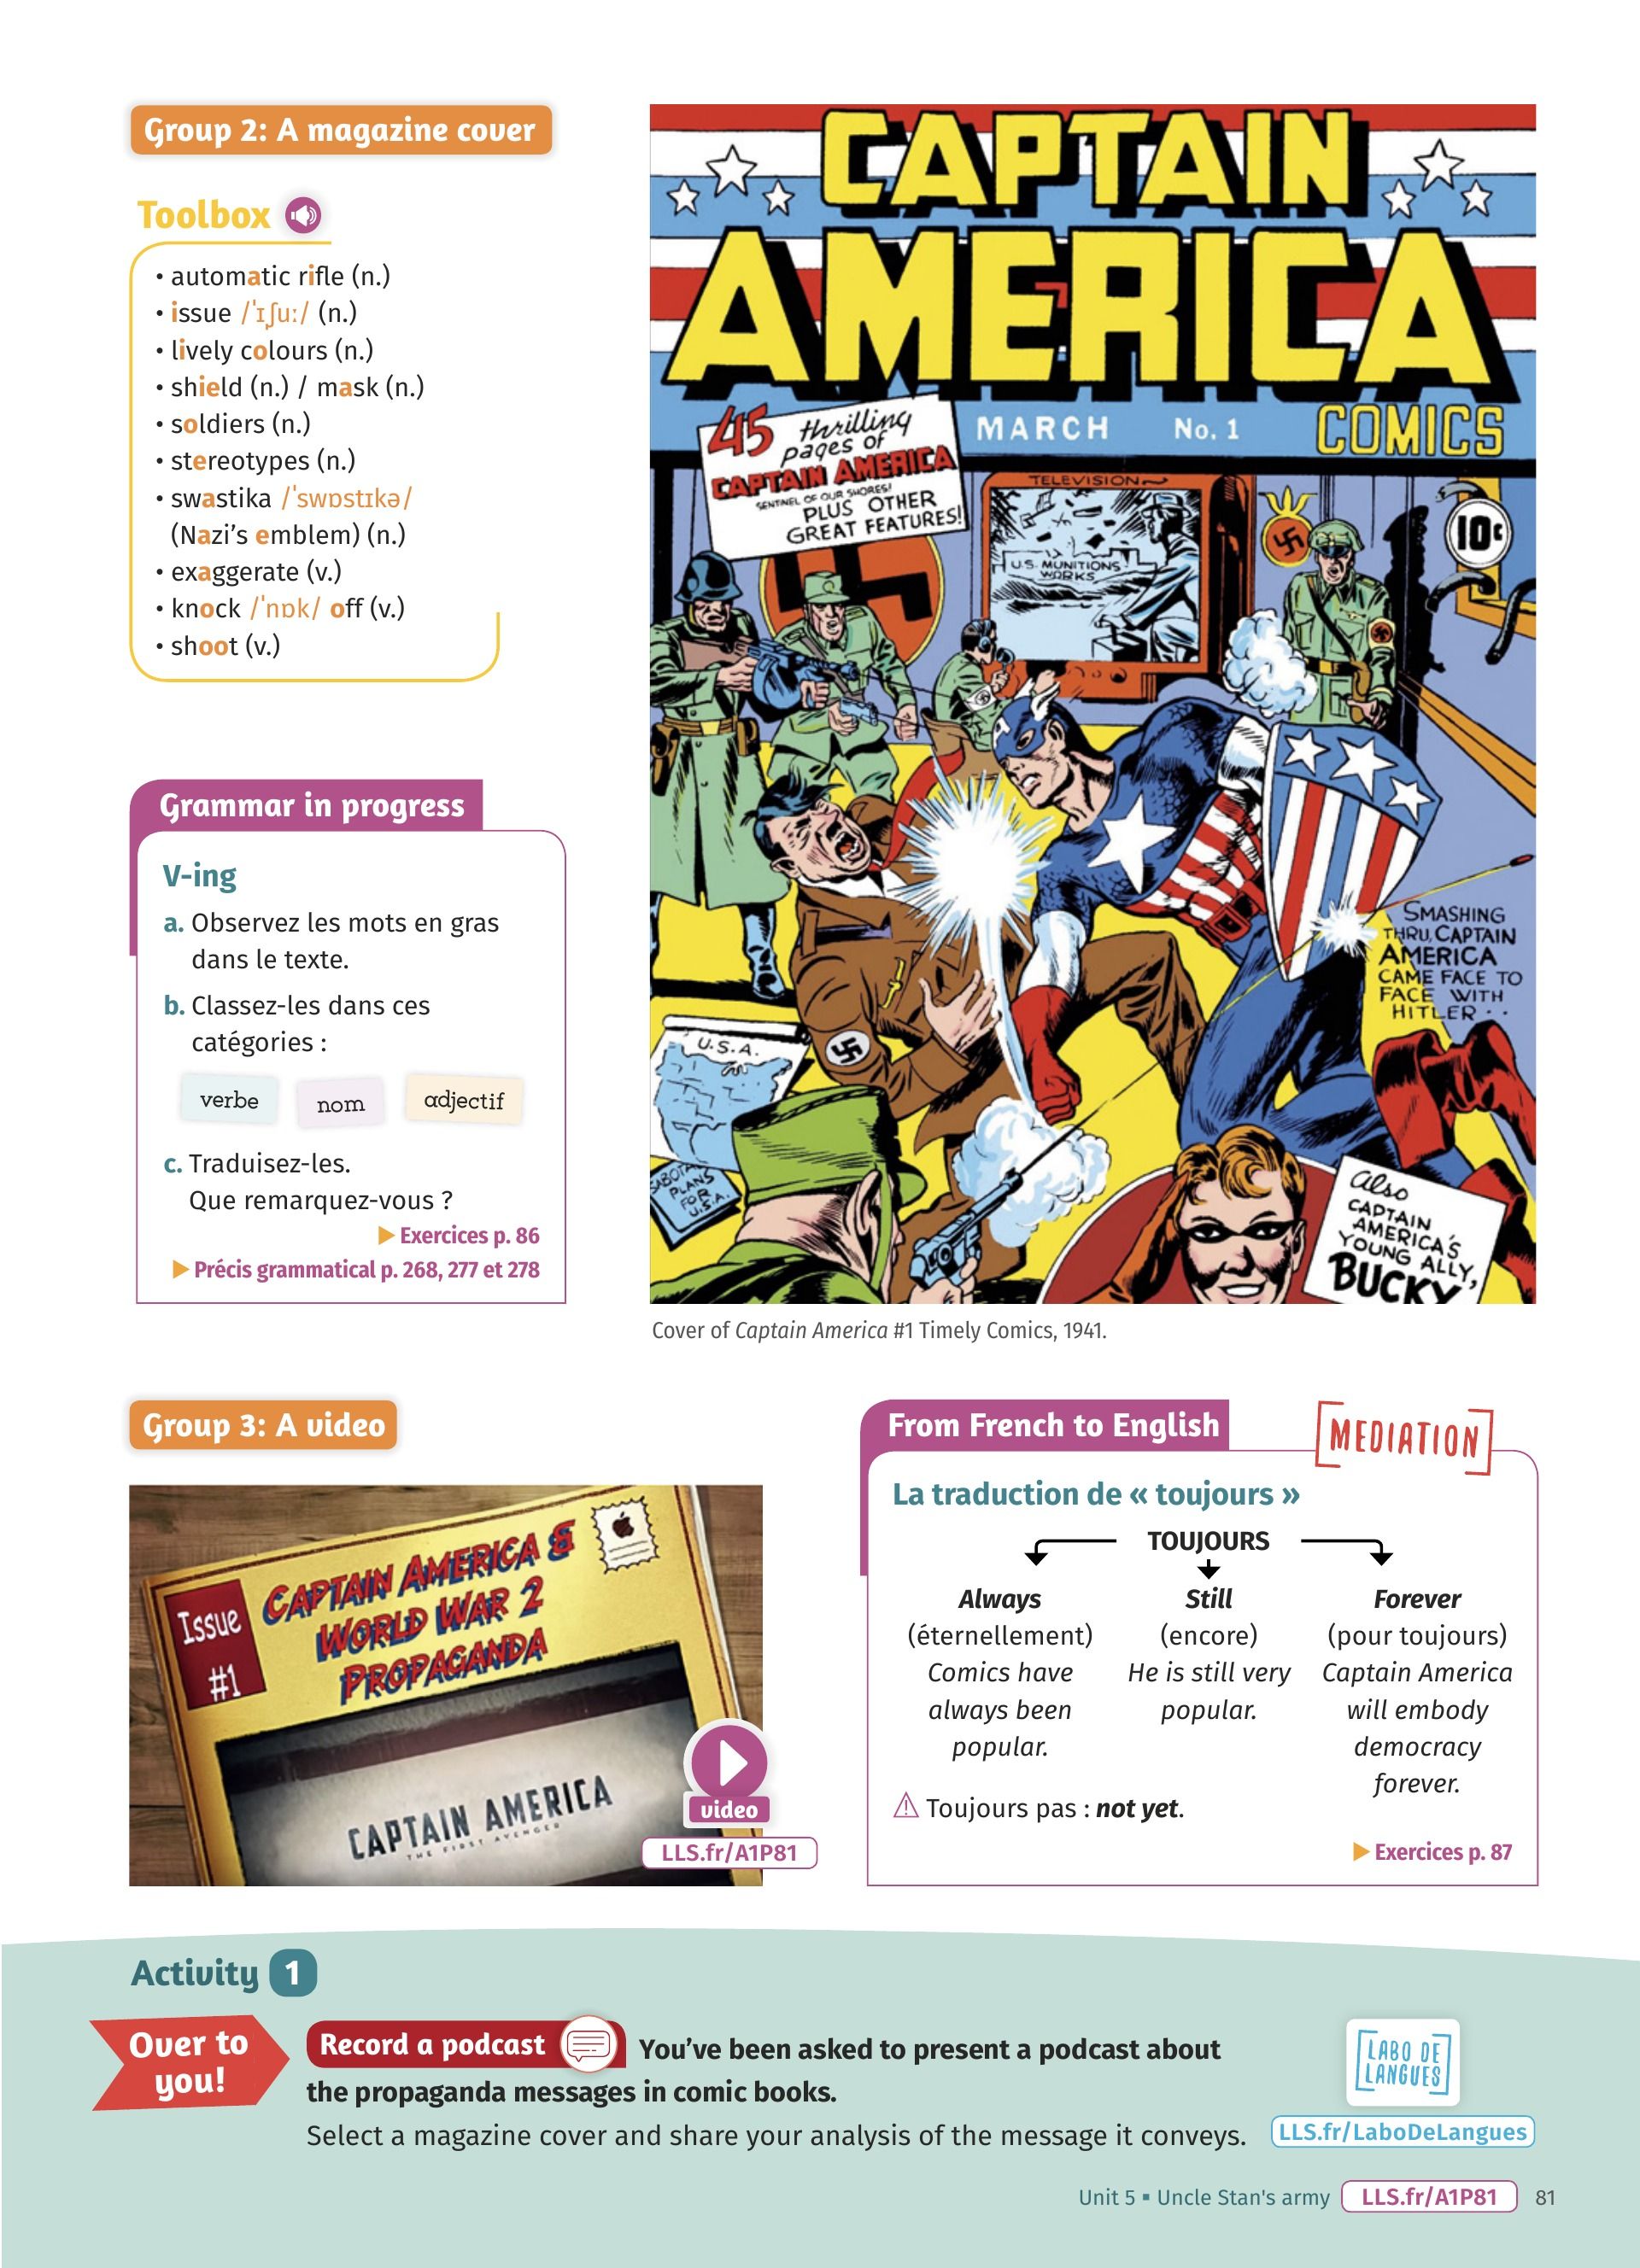 Group 2: A magazine cover
Toolbox
• automatic rifle (n.)
• issue /ˈɪʃuː/ (n.)
• lively colours (n.)
• shield (n.) / mask (n.)
• soldiers (n.)
• stereotypes (n.)
• swastika /ˈswɒstɪkə/
(Nazi's emblem) (n.)
• exaggerate (v.)
• knock /ˈnɒk/ off (v.)
• shoot (v.)
Grammar in progress
V-ing
a. Observez les mots en gras
dans le texte.
b. Classez-les dans ces
catégories :
verbe nom adjectif
c. Traduisez-les.
Que remarquez-vous ?
Exercices p. 86
Précis grammatical p. 268, 277 et 278
CAPTAIN
AMERICA
COMICS
MARCH No. 1
45 thrilling
pages of
CAPTAIN AMERICA
SENTINEL OF OUR SHORES!
PLUS OTHER
GREAT FEATURES!
TELEVISION
10¢
U.S. MUNITIONS
WORKS
SMASHING
THRU, CAPTAIN
AMERICA
CAME FACE TO
FACE WITH
HITLER ··
U.S.A.
SABOTAGE
PLANS
FOR
U.S.A.
Also
CAPTAIN
AMERICA'S
YOUNG ALLY,
BUCKY
Cover of Captain America #1 Timely Comics, 1941.
Group 3: A video
Issue
#1
CAPTAIN AMERICA &
WORLD WAR 2
PROPAGANDA
CAPTAIN AMERICA
THE FIRST AVENGER
video
LLS.fr/A1P81
From French to English
MEDIATION
La traduction de « toujours »
TOUJOURS
Always
(éternellement)
Comics have
always been
popular.
Still
(encore)
He is still very
popular.
Forever
(pour toujours)
Captain America
will embody
democracy
forever.
⚠ Toujours pas : not yet.
Exercices p. 87
Activity 1
Over to
you!
Record a podcast You've been asked to present a podcast about
the propaganda messages in comic books.
Select a magazine cover and share your analysis of the message it conveys.
LABO DE
LANGUES
LLS.fr/LaboDeLangues
Unit 5 ▪ Uncle Stan's army LLS.fr/A1P81 81